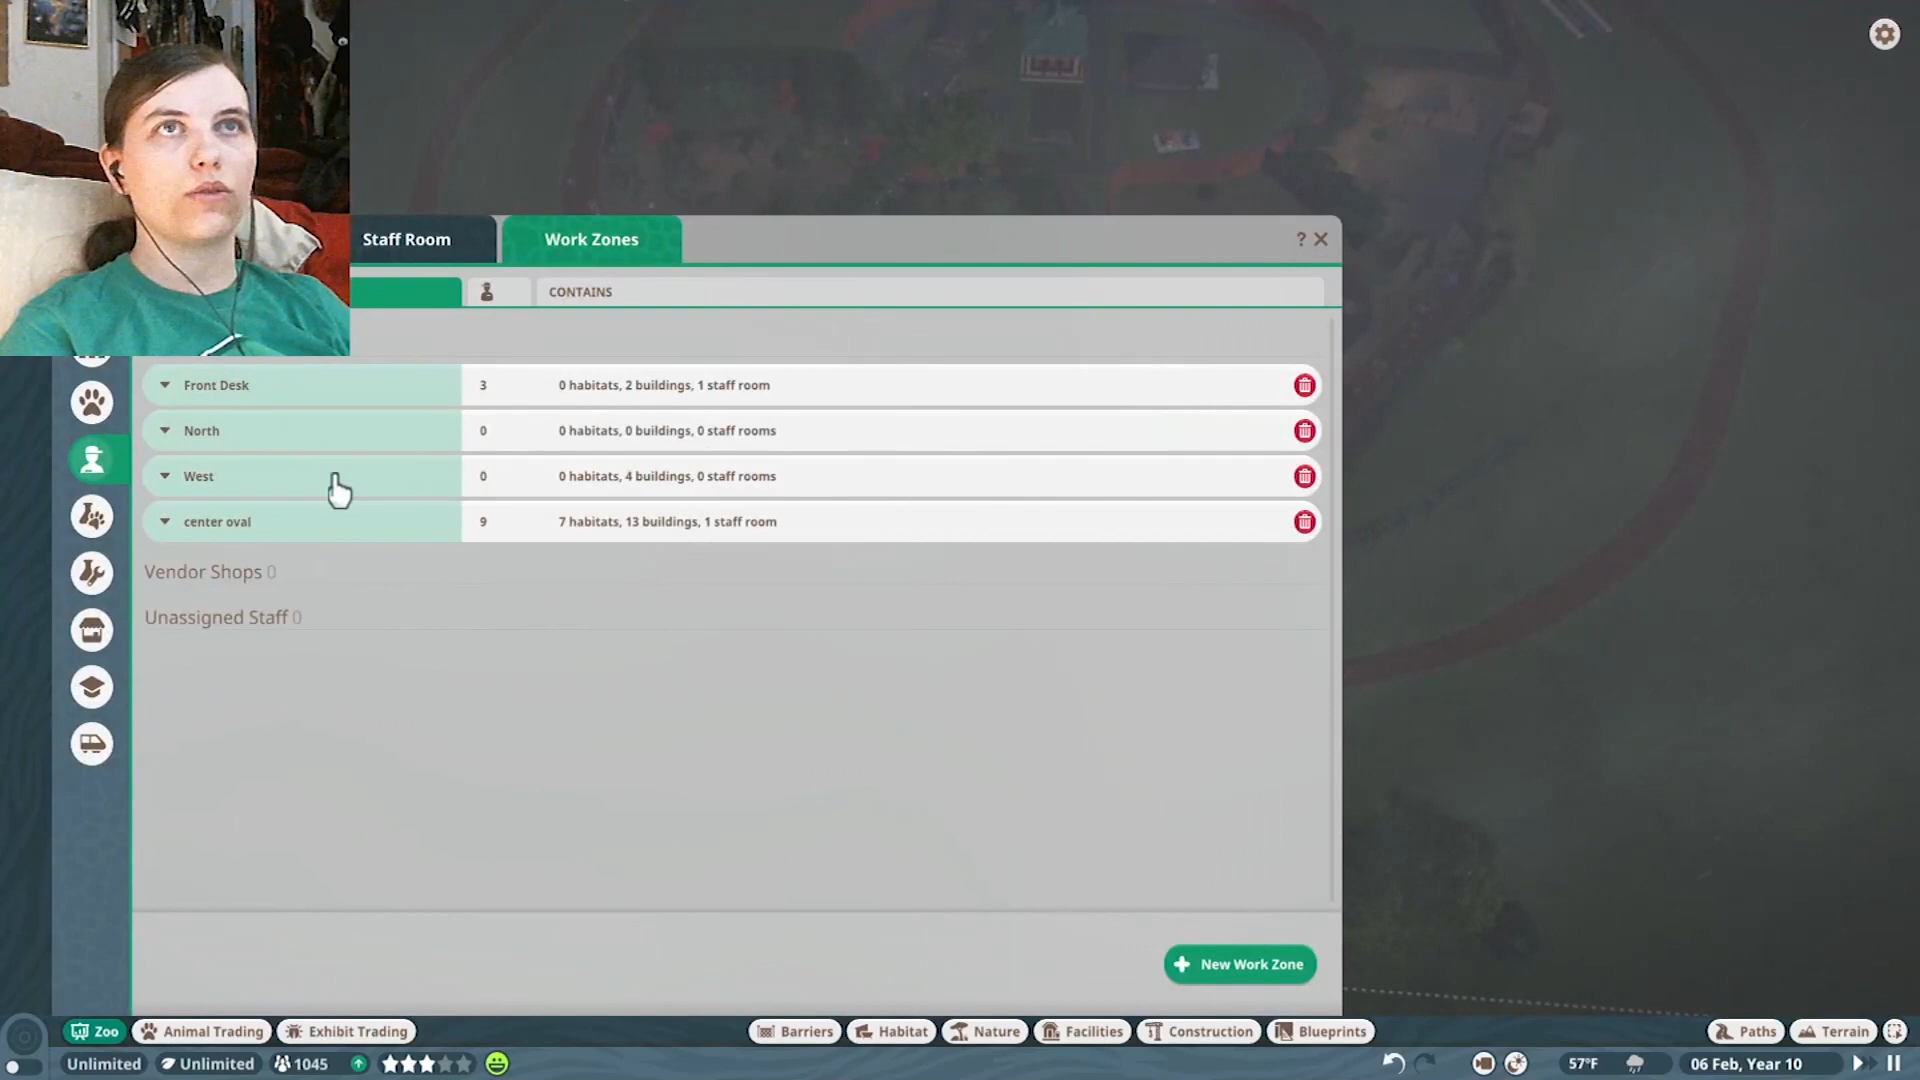 Staff Room
Work Zones
?
CONTAINS
Front Desk 3 0 habitats, 2 buildings, 1 staff room
North 0 0 habitats, 0 buildings, 0 staff rooms
West 0 0 habitats, 4 buildings, 0 staff rooms
center oval 9 7 habitats, 13 buildings, 1 staff room
Vendor Shops 0
Unassigned Staff 0
New Work Zone
Zoo Animal Trading Exhibit Trading Barriers Habitat Nature Facilities Construction Blueprints Paths Terrain
Unlimited Unlimited 1045 57°F 06 Feb, Year 10